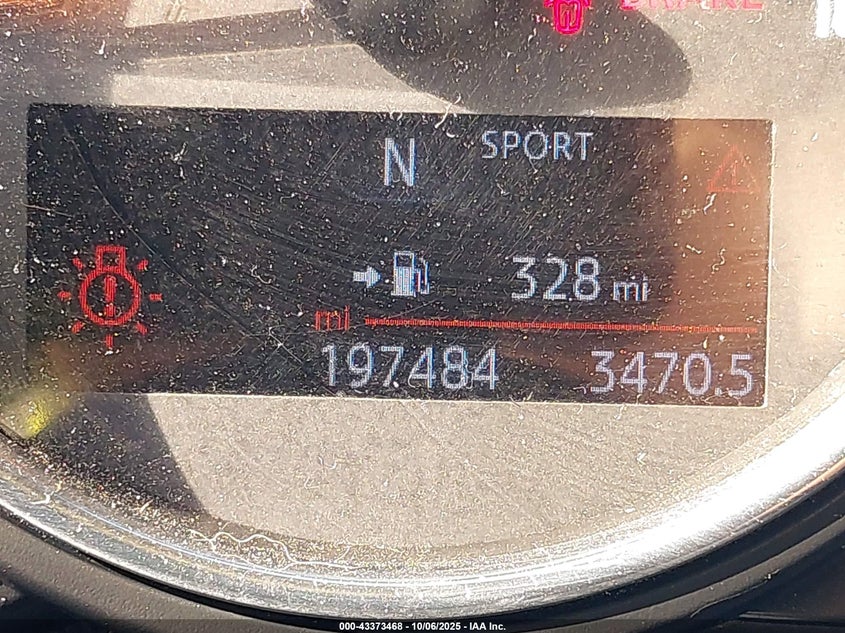 BRAKE
N SPORT
328 mi
mi
197484 3470.5
000-43373468 - 10/06/2025 - IAA Inc.